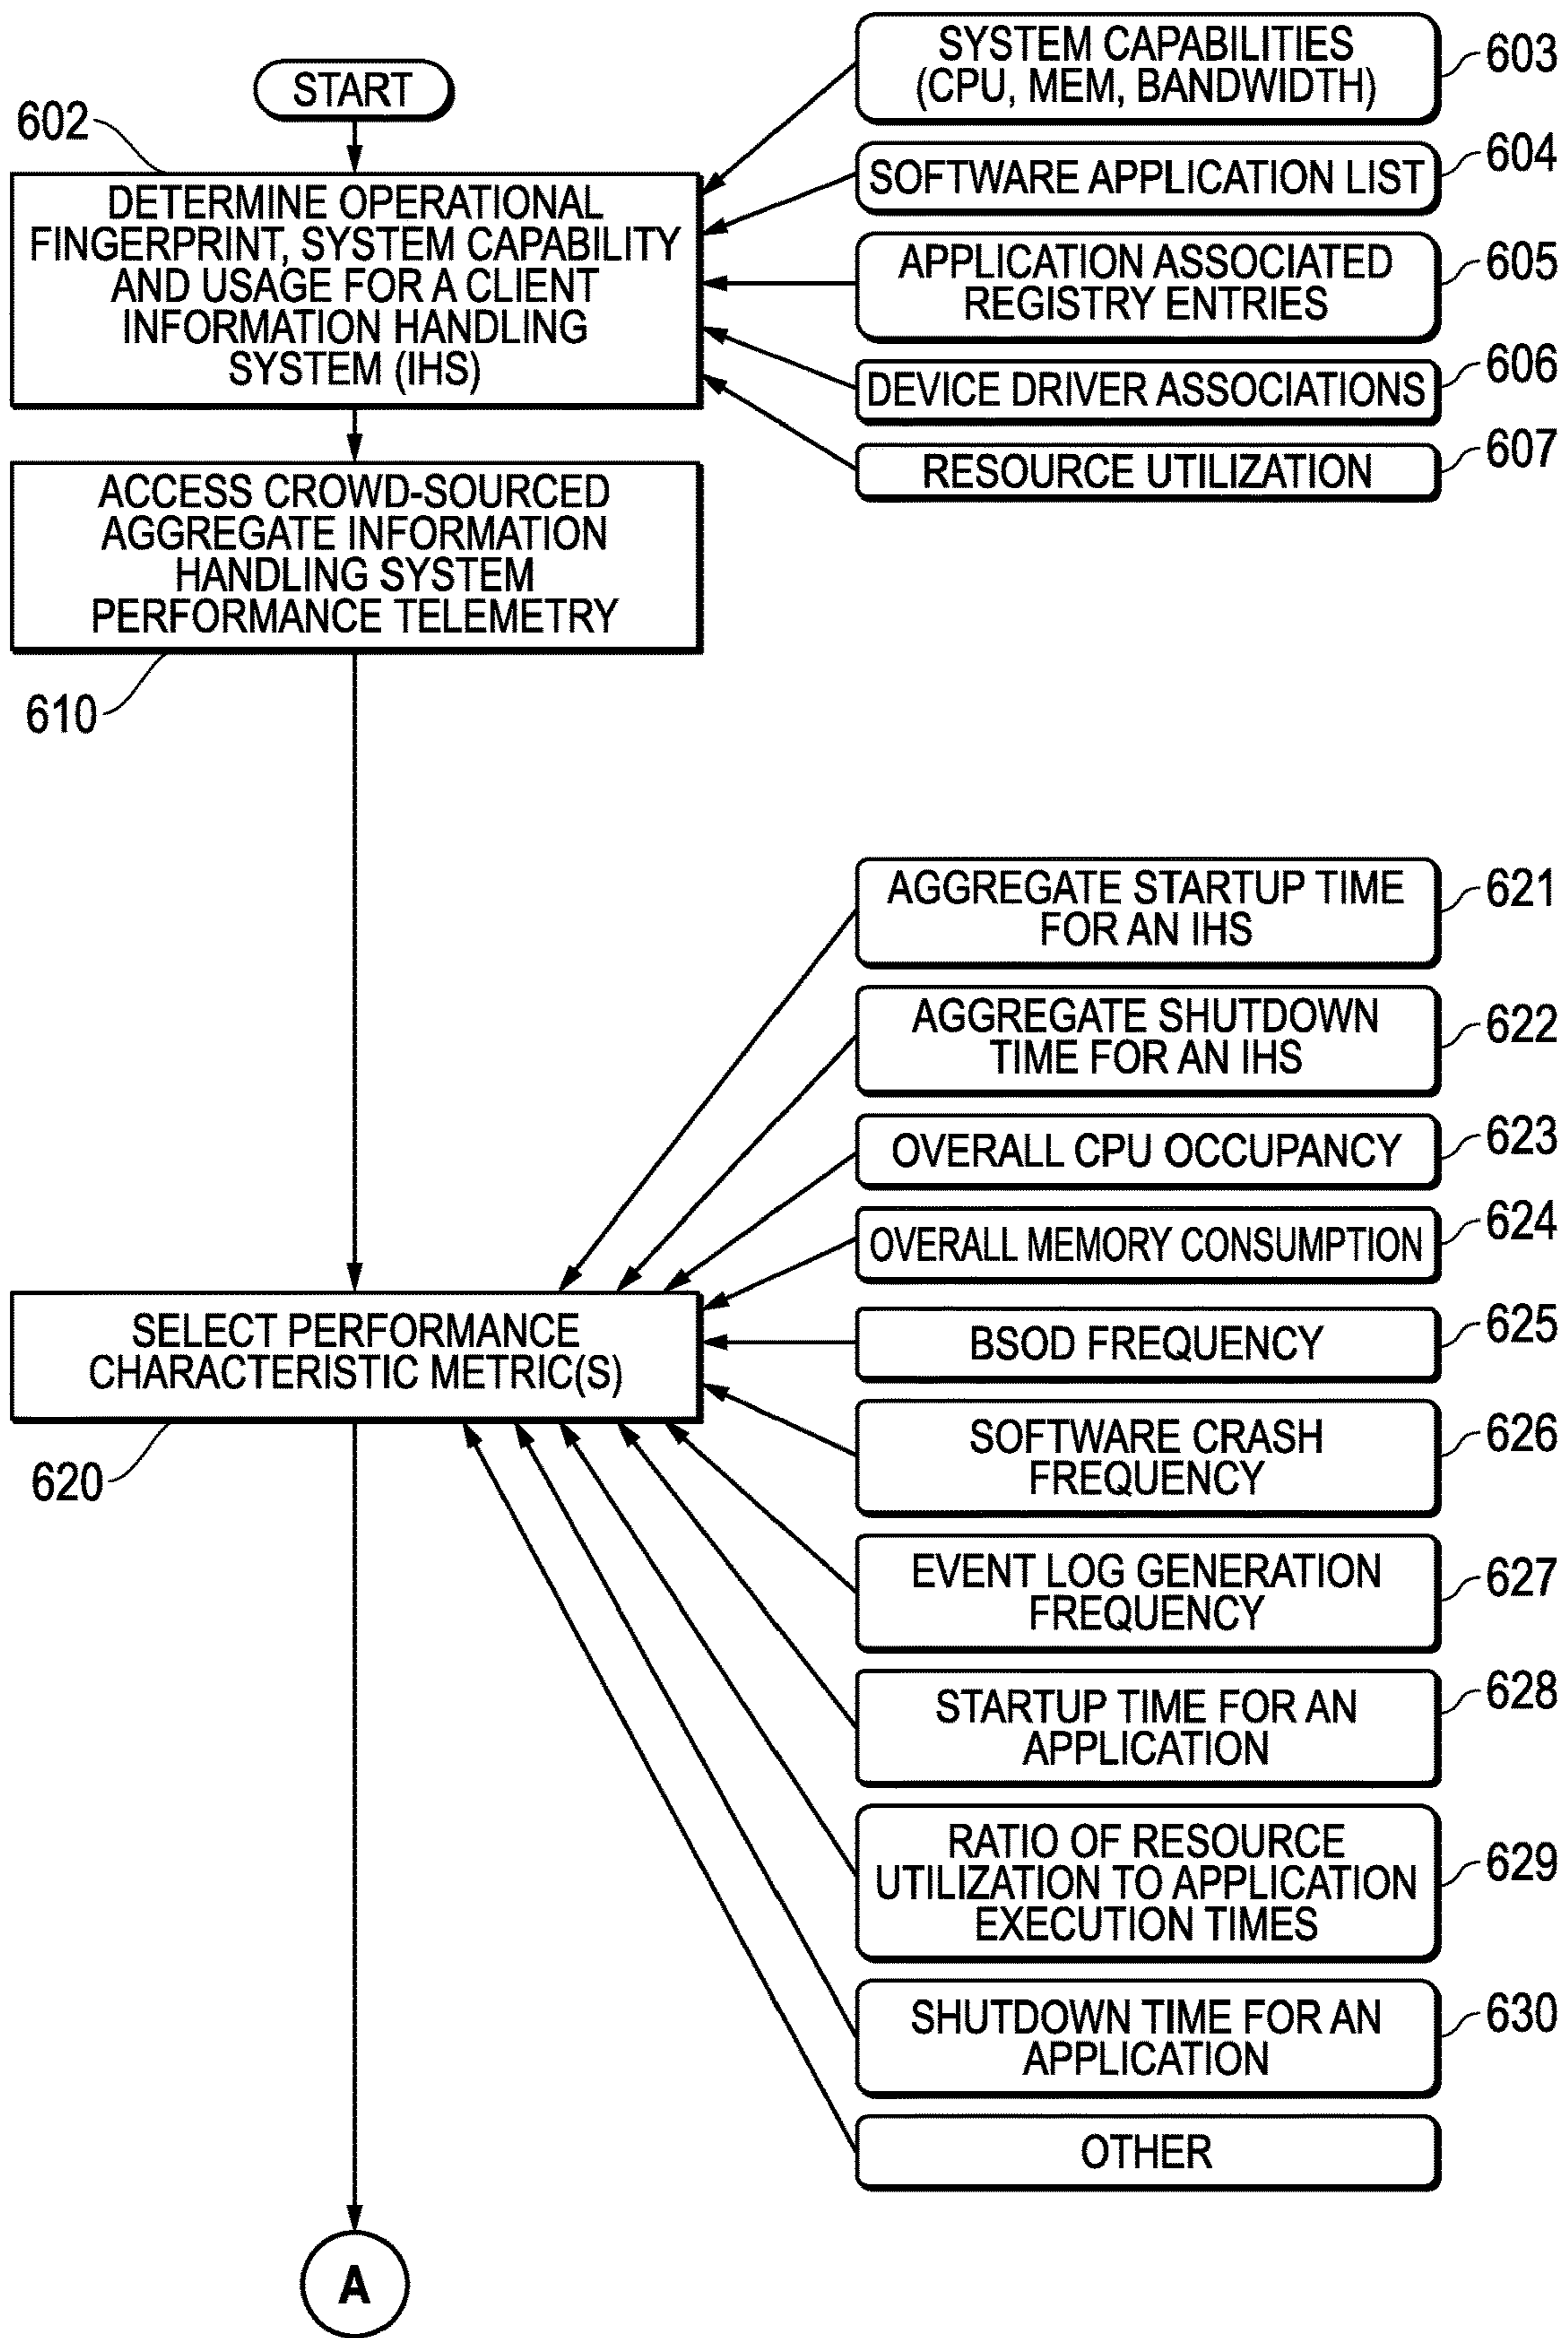 START
602
DETERMINE OPERATIONAL
FINGERPRINT, SYSTEM CAPABILITY
AND USAGE FOR A CLIENT
INFORMATION HANDLING
SYSTEM (IHS)
SYSTEM CAPABILITIES
(CPU, MEM, BANDWIDTH)
603
SOFTWARE APPLICATION LIST
604
APPLICATION ASSOCIATED
REGISTRY ENTRIES
605
DEVICE DRIVER ASSOCIATIONS
606
RESOURCE UTILIZATION
607
ACCESS CROWD-SOURCED
AGGREGATE INFORMATION
HANDLING SYSTEM
PERFORMANCE TELEMETRY
610
AGGREGATE STARTUP TIME
FOR AN IHS
621
AGGREGATE SHUTDOWN
TIME FOR AN IHS
622
OVERALL CPU OCCUPANCY
623
OVERALL MEMORY CONSUMPTION
624
SELECT PERFORMANCE
CHARACTERISTIC METRIC(S)
620
BSOD FREQUENCY
625
SOFTWARE CRASH
FREQUENCY
626
EVENT LOG GENERATION
FREQUENCY
627
STARTUP TIME FOR AN
APPLICATION
628
RATIO OF RESOURCE
UTILIZATION TO APPLICATION
EXECUTION TIMES
629
SHUTDOWN TIME FOR AN
APPLICATION
630
OTHER
A